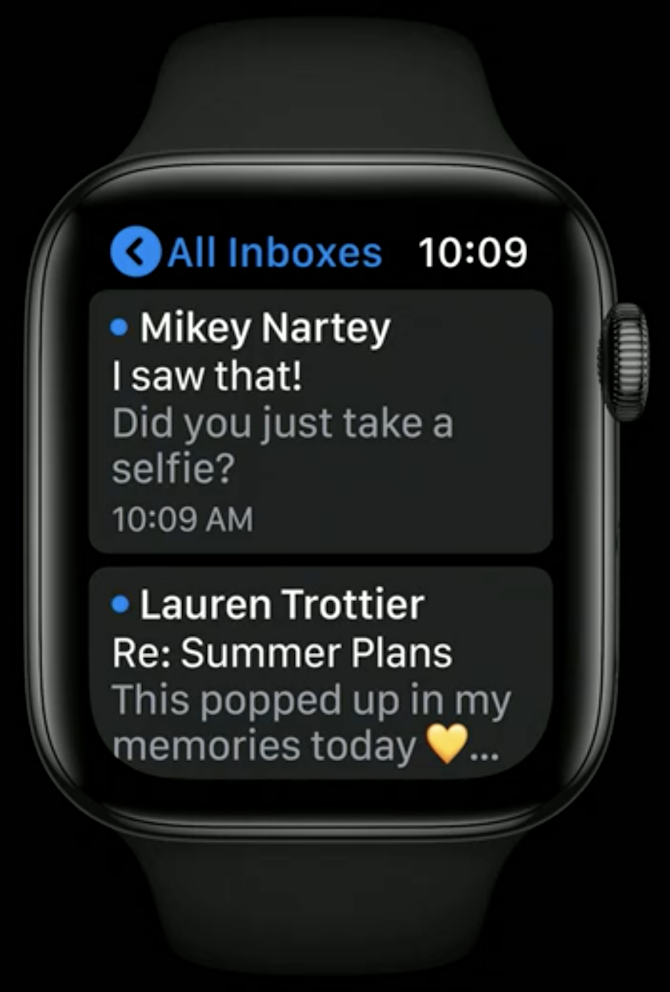 All Inboxes 10:09
Mikey Nartey
I saw that!
Did you just take a
selfie?
10:09 AM
Lauren Trottier
Re: Summer Plans
This popped up in my
memories today 💛...